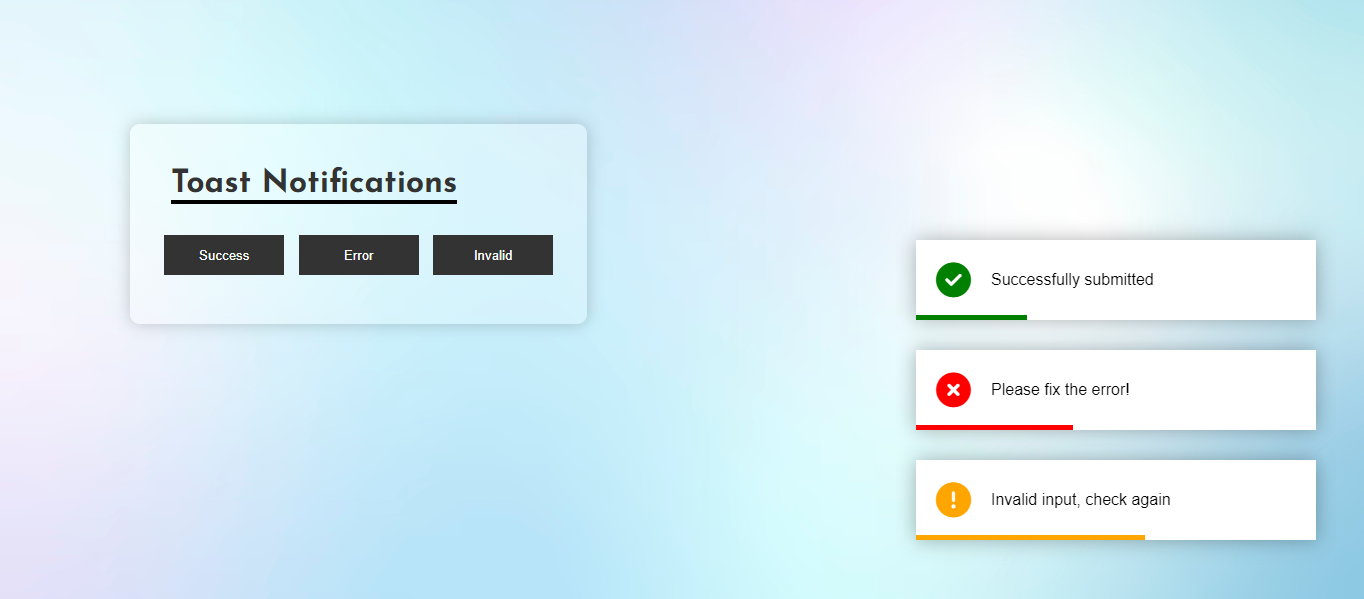 Toast Notifications
Success Error Invalid
Successfully submitted
Please fix the error!
Invalid input, check again